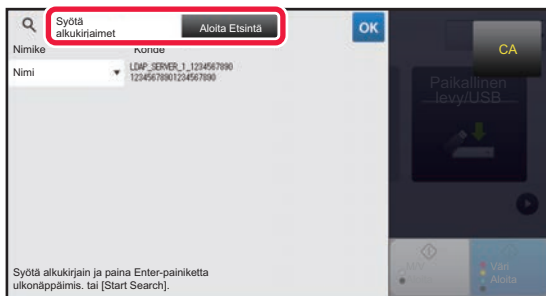 Syötä
alkukiriaimet
Aloita Etsintä
OK
CA
Nimike
Kohde
Nimi
LDAP_SERVER_1_1234567890
12345678901234567890
Paikallinen
levy/USB
M/V
Väri
Aloita
Syötä alkukirjain ja paina Enter-painiketta
ulkonäppäimis. tai [Start Search].